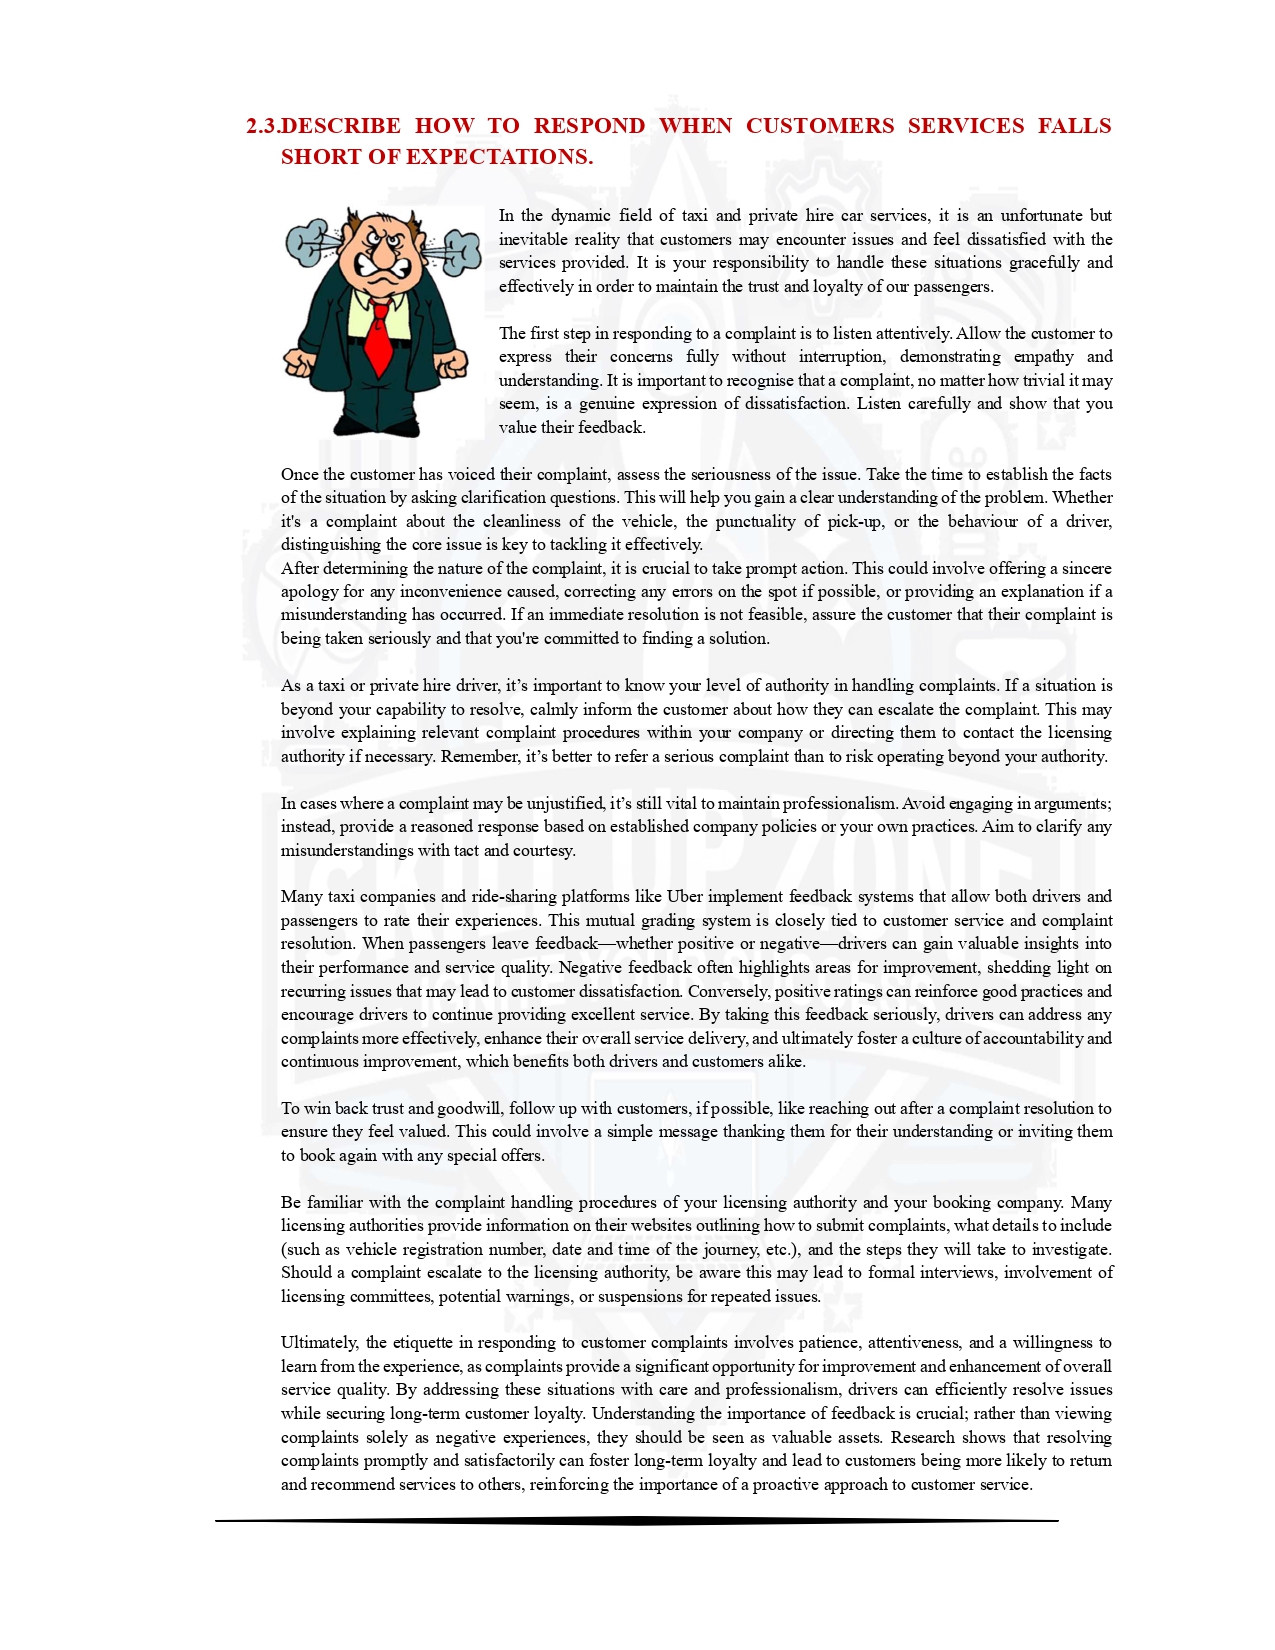 2.3.DESCRIBE HOW TO RESPOND WHEN CUSTOMERS SERVICES FALLS
SHORT OF EXPECTATIONS.
In the dynamic field of taxi and private hire car services, it is an unfortunate but
inevitable reality that customers may encounter issues and feel dissatisfied with the
services provided. It is your responsibility to handle these situations gracefully and
effectively in order to maintain the trust and loyalty of our passengers.
The first step in responding to a complaint is to listen attentively. Allow the customer to
express their concerns fully without interruption, demonstrating empathy and
understanding. It is important to recognise that a complaint, no matter how trivial it may
seem, is a genuine expression of dissatisfaction. Listen carefully and show that you
value their feedback.
Once the customer has voiced their complaint, assess the seriousness of the issue. Take the time to establish the facts
of the situation by asking clarification questions. This will help you gain a clear understanding of the problem. Whether
it's a complaint about the cleanliness of the vehicle, the punctuality of pick-up, or the behaviour of a driver,
distinguishing the core issue is key to tackling it effectively.
After determining the nature of the complaint, it is crucial to take prompt action. This could involve offering a sincere
apology for any inconvenience caused, correcting any errors on the spot if possible, or providing an explanation if a
misunderstanding has occurred. If an immediate resolution is not feasible, assure the customer that their complaint is
being taken seriously and that you're committed to finding a solution.
As a taxi or private hire driver, it’s important to know your level of authority in handling complaints. If a situation is
beyond your capability to resolve, calmly inform the customer about how they can escalate the complaint. This may
involve explaining relevant complaint procedures within your company or directing them to contact the licensing
authority if necessary. Remember, it’s better to refer a serious complaint than to risk operating beyond your authority.
In cases where a complaint may be unjustified, it’s still vital to maintain professionalism. Avoid engaging in arguments;
instead, provide a reasoned response based on established company policies or your own practices. Aim to clarify any
misunderstandings with tact and courtesy.
Many taxi companies and ride-sharing platforms like Uber implement feedback systems that allow both drivers and
passengers to rate their experiences. This mutual grading system is closely tied to customer service and complaint
resolution. When passengers leave feedback—whether positive or negative—drivers can gain valuable insights into
their performance and service quality. Negative feedback often highlights areas for improvement, shedding light on
recurring issues that may lead to customer dissatisfaction. Conversely, positive ratings can reinforce good practices and
encourage drivers to continue providing excellent service. By taking this feedback seriously, drivers can address any
complaints more effectively, enhance their overall service delivery, and ultimately foster a culture of accountability and
continuous improvement, which benefits both drivers and customers alike.
To win back trust and goodwill, follow up with customers, if possible, like reaching out after a complaint resolution to
ensure they feel valued. This could involve a simple message thanking them for their understanding or inviting them
to book again with any special offers.
Be familiar with the complaint handling procedures of your licensing authority and your booking company. Many
licensing authorities provide information on their websites outlining how to submit complaints, what details to include
(such as vehicle registration number, date and time of the journey, etc.), and the steps they will take to investigate.
Should a complaint escalate to the licensing authority, be aware this may lead to formal interviews, involvement of
licensing committees, potential warnings, or suspensions for repeated issues.
Ultimately, the etiquette in responding to customer complaints involves patience, attentiveness, and a willingness to
learn from the experience, as complaints provide a significant opportunity for improvement and enhancement of overall
service quality. By addressing these situations with care and professionalism, drivers can efficiently resolve issues
while securing long-term customer loyalty. Understanding the importance of feedback is crucial; rather than viewing
complaints solely as negative experiences, they should be seen as valuable assets. Research shows that resolving
complaints promptly and satisfactorily can foster long-term loyalty and lead to customers being more likely to return
and recommend services to others, reinforcing the importance of a proactive approach to customer service.
SKILL UP ZONE